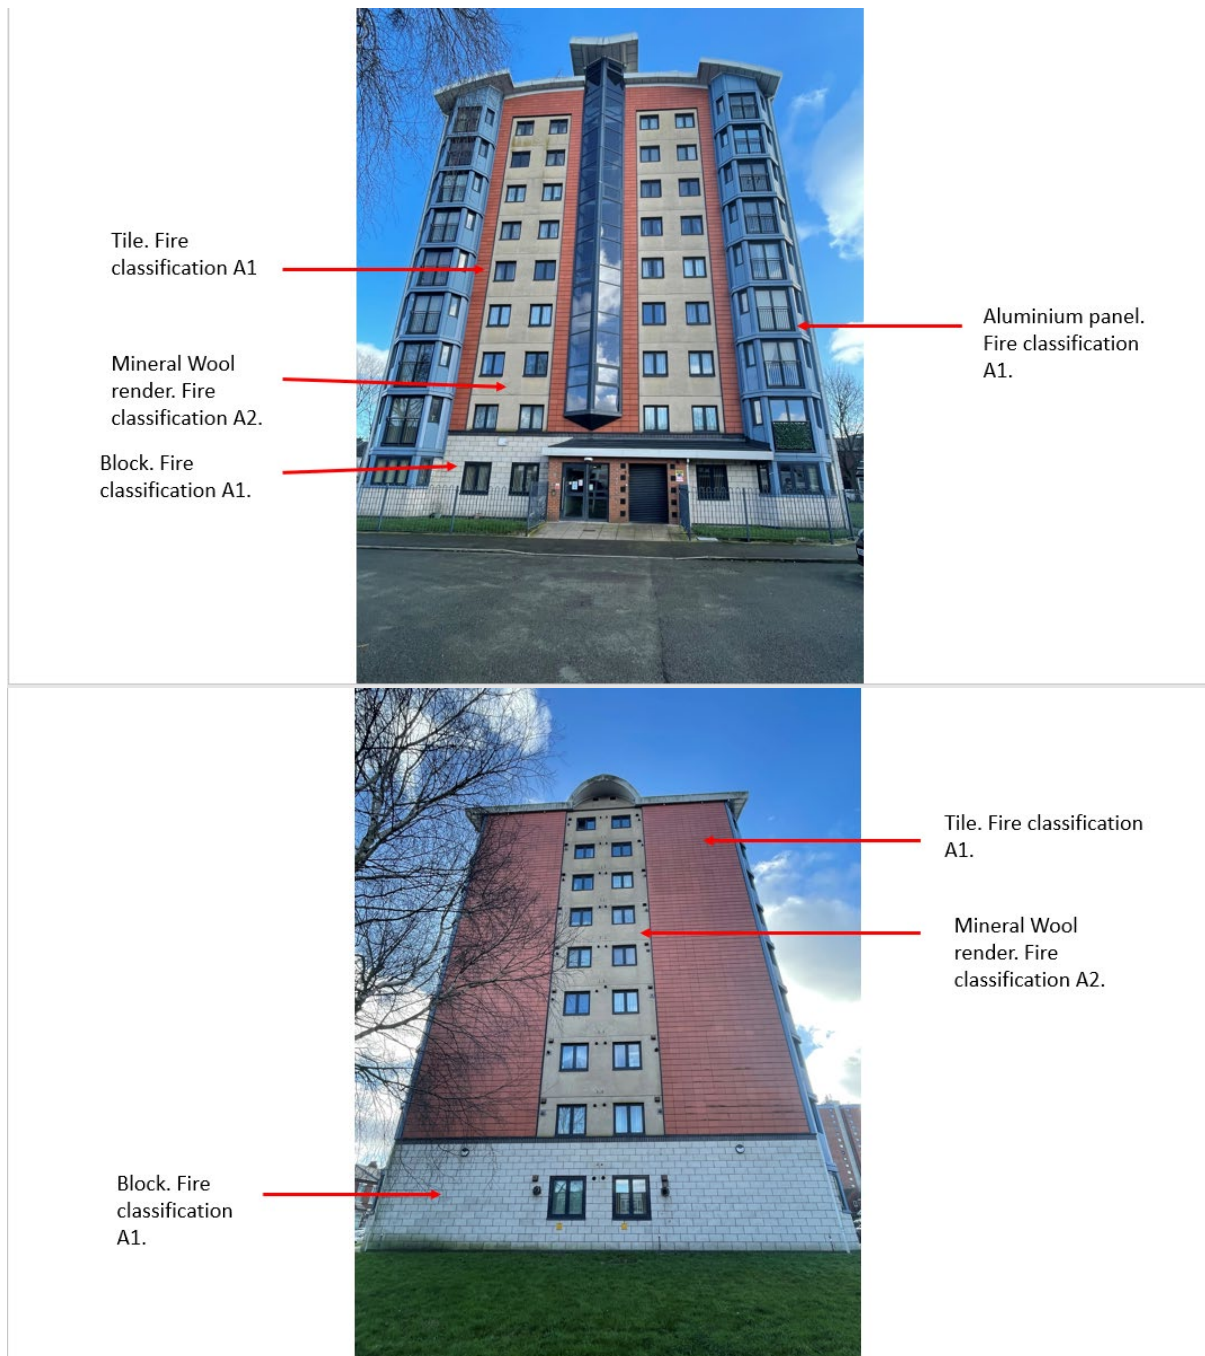 Tile. Fire
classification A1
Mineral Wool
render. Fire
classification A2.
Block. Fire
classification A1.
Aluminium panel.
Fire classification
A1.
Tile. Fire classification
A1.
Mineral Wool
render. Fire
classification A2.
Block. Fire
classification
A1.